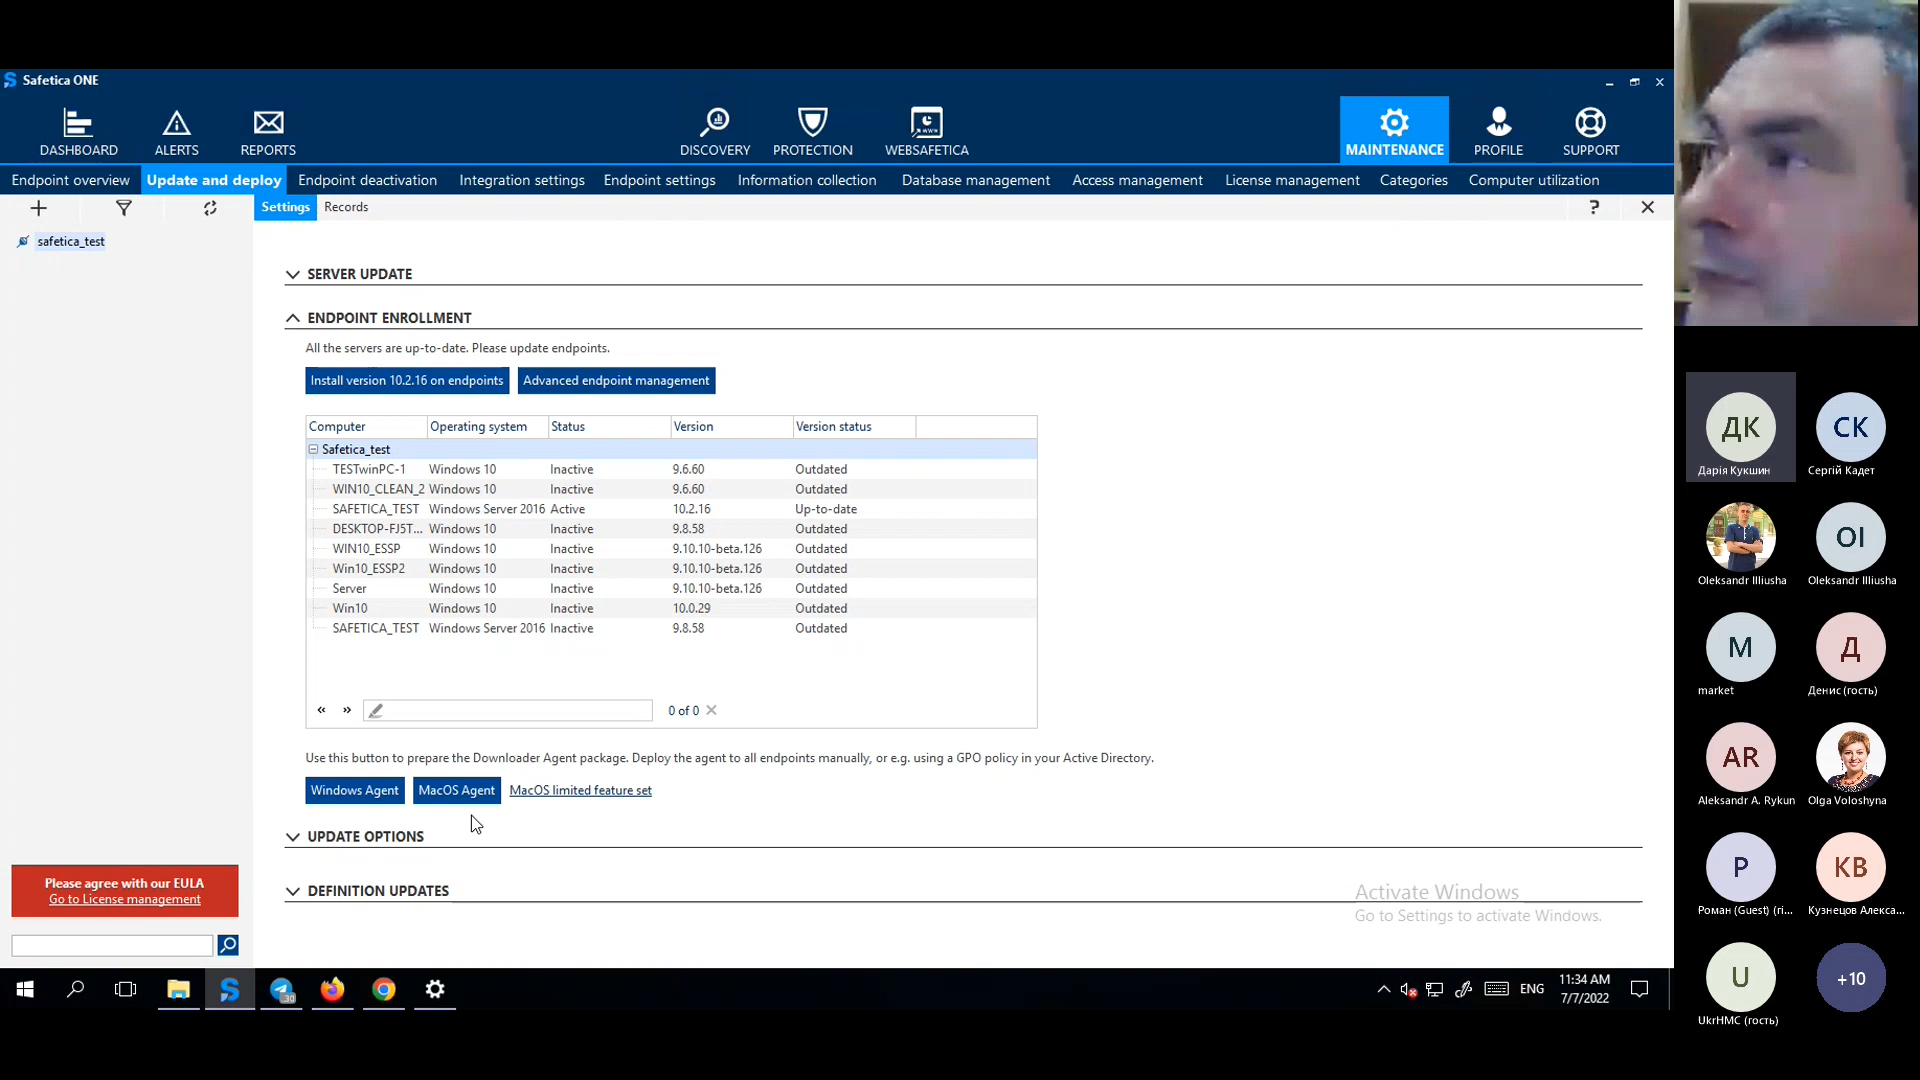 Safetica ONE
DASHBOARD
ALERTS
REPORTS
DISCOVERY
PROTECTION
WEBSAFETICA
MAINTENANCE
PROFILE
SUPPORT
Endpoint overview
Update and deploy
Endpoint deactivation
Integration settings
Endpoint settings
Information collection
Database management
Access management
License management
Categories
Computer utilization
Settings
Records
?
safetica_test
SERVER UPDATE
ENDPOINT ENROLLMENT
All the servers are up-to-date. Please update endpoints.
Install version 10.2.16 on endpoints
Advanced endpoint management
Computer Operating system Status Version Version status
Safetica_test
TESTwinPC-1 Windows 10 Inactive 9.6.60 Outdated
WIN10_CLEAN_2 Windows 10 Inactive 9.6.60 Outdated
SAFETICA_TEST Windows Server 2016 Active 10.2.16 Up-to-date
DESKTOP-FJ5T... Windows 10 Inactive 9.8.58 Outdated
WIN10_ESSP Windows 10 Inactive 9.10.10-beta.126 Outdated
Win10_ESSP2 Windows 10 Inactive 9.10.10-beta.126 Outdated
Server Windows 10 Inactive 9.10.10-beta.126 Outdated
Win10 Windows 10 Inactive 10.0.29 Outdated
SAFETICA_TEST Windows Server 2016 Inactive 9.8.58 Outdated
« » 0 of 0
Use this button to prepare the Downloader Agent package. Deploy the agent to all endpoints manually, or e.g. using a GPO policy in your Active Directory.
Windows Agent
MacOS Agent
MacOS limited feature set
UPDATE OPTIONS
DEFINITION UPDATES
Please agree with our EULA
Go to License management
Activate Windows
Go to Settings to activate Windows.
.30
ENG
11:34 AM
7/7/2022
ДК
Дарія Кукшин
СК
Сергій Кадет
Oleksandr Illiusha
OI
Oleksandr Illiusha
M
market
Д
Денис (гость)
AR
Aleksandr A. Rykun
Olga Voloshyna
Р
Роман (Guest) (гі...
КВ
Кузнецов Алекса...
U
UkrHMC (гость)
+10